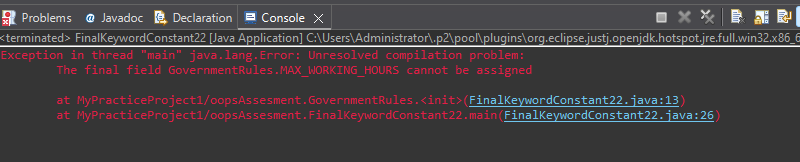 Problems @ Javadoc Declaration Console ×
<terminated> FinalKeywordConstant22 [Java Application] C:\Users\Administrator\.p2\pool\plugins\org.eclipse.justj.openjdk.hotspot.jre.full.win32.x86_6
Exception in thread "main" java.lang.Error: Unresolved compilation problem:
The final field GovernmentRules.MAX_WORKING_HOURS cannot be assigned
at MyPracticeProject1/oopsAssesment.GovernmentRules.<init>(FinalKeywordConstant22.java:13)
at MyPracticeProject1/oopsAssesment.FinalKeywordConstant22.main(FinalKeywordConstant22.java:26)